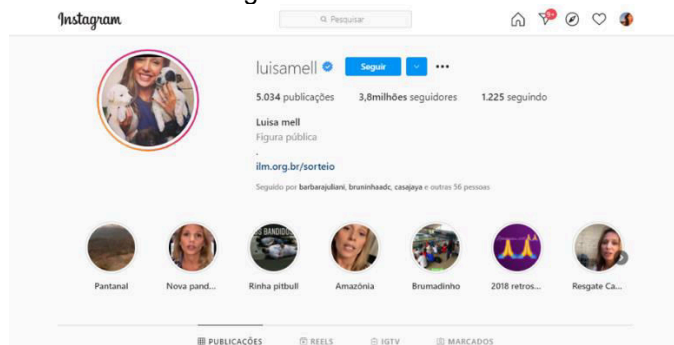 Instagram
Pesquisar
9+
luisamell
Seguir
5.034 publicações 3,8milhões seguidores 1.225 seguindo
Luisa mell
Figura pública
.
ilm.org.br/sorteio
Seguido por barbarajuliani, bruninhaadc, casajaya e outras 56 pessoas
BANDIDO
Pantanal Nova pand... Rinha pitbull Amazônia Brumadinho 2018 retros... Resgate Ca...
PUBLICAÇÕES REELS IGTV MARCADOS